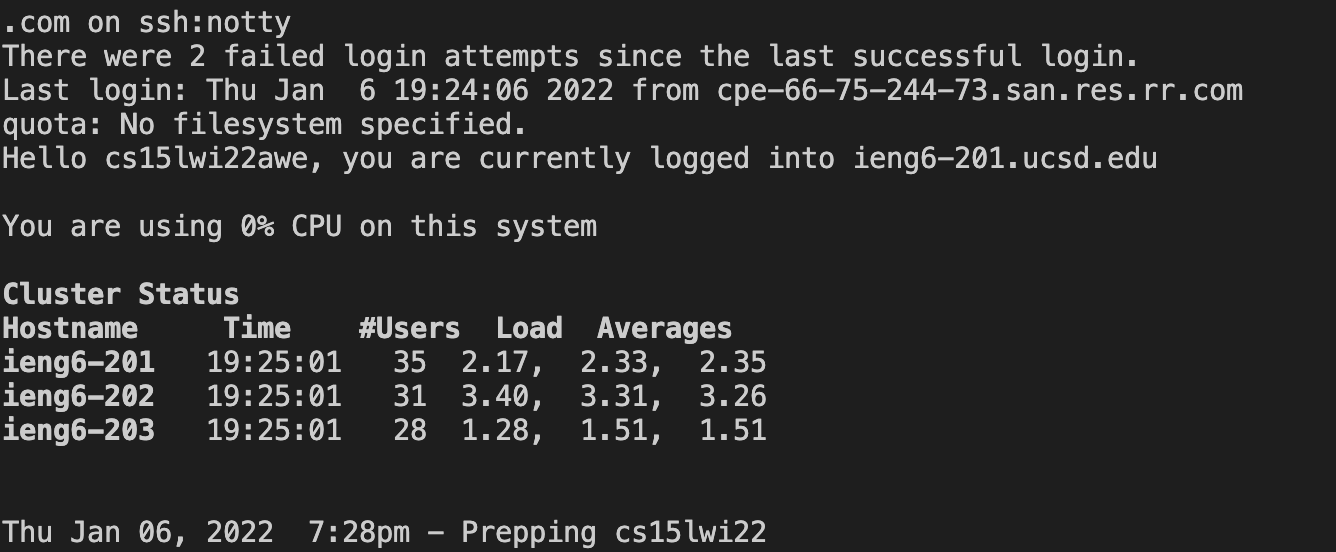 .com on ssh:notty
There were 2 failed login attempts since the last successful login.
Last login: Thu Jan  6 19:24:06 2022 from cpe-66-75-244-73.san.res.rr.com
quota: No filesystem specified.
Hello cs15lwi22awe, you are currently logged into ieng6-201.ucsd.edu
You are using 0% CPU on this system
Cluster Status
Hostname     Time    #Users  Load  Averages
ieng6-201   19:25:01   35  2.17,  2.33,  2.35
ieng6-202   19:25:01   31  3.40,  3.31,  3.26
ieng6-203   19:25:01   28  1.28,  1.51,  1.51
Thu Jan 06, 2022  7:28pm - Prepping cs15lwi22